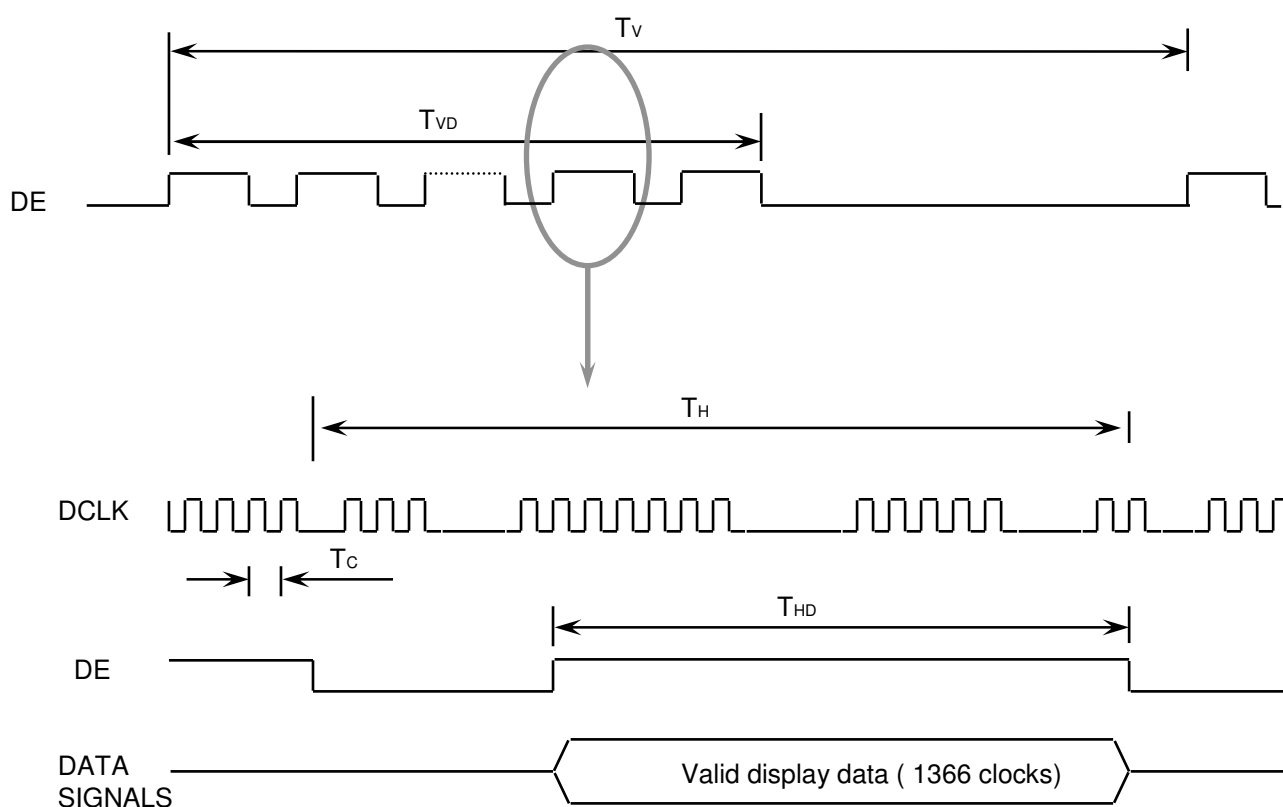 TV
TVD
DE
TH
DCLK
TC
THD
DE
DATA
SIGNALS
Valid display data ( 1366 clocks)